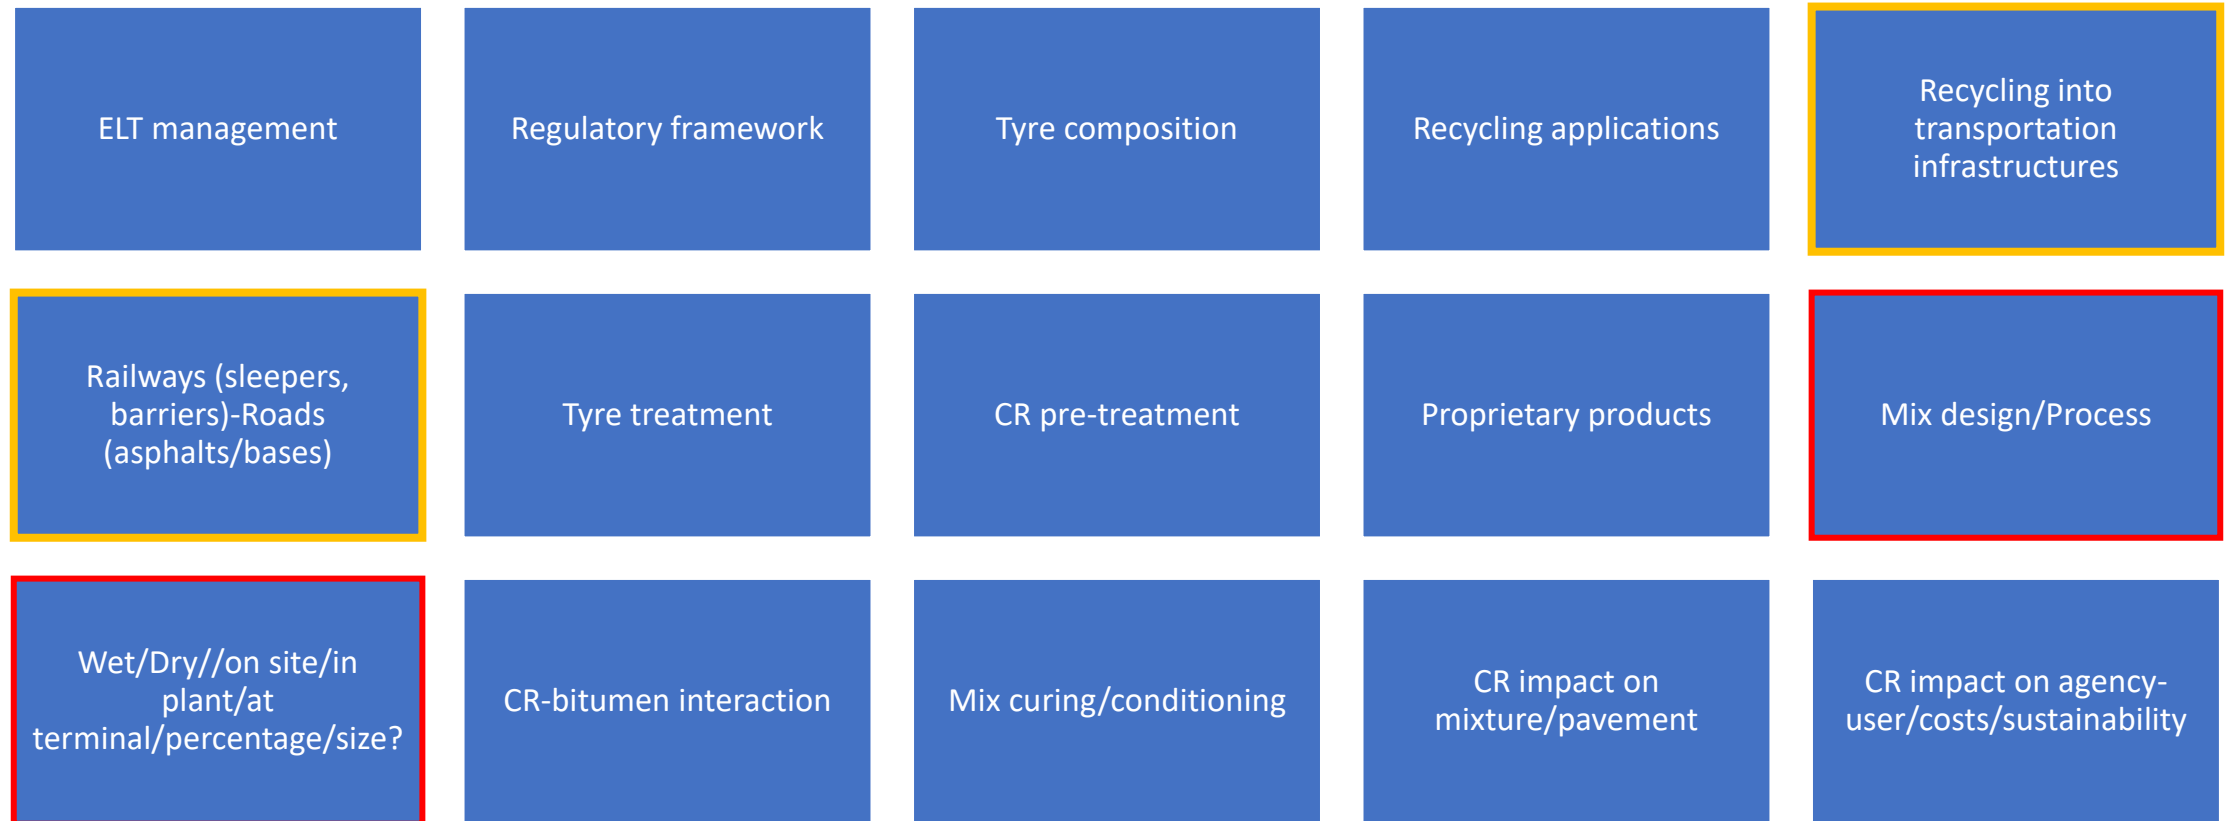 ELT management
Regulatory framework
Tyre composition
Recycling applications
Recycling into
transportation
infrastructures
Railways (sleepers,
barriers)-Roads
(asphalts/bases)
Tyre treatment
CR pre-treatment
Proprietary products
Mix design/Process
Wet/Dry//on site/in
plant/at
terminal/percentage/size?
CR-bitumen interaction
Mix curing/conditioning
CR impact on
mixture/pavement
CR impact on agency-
user/costs/sustainability